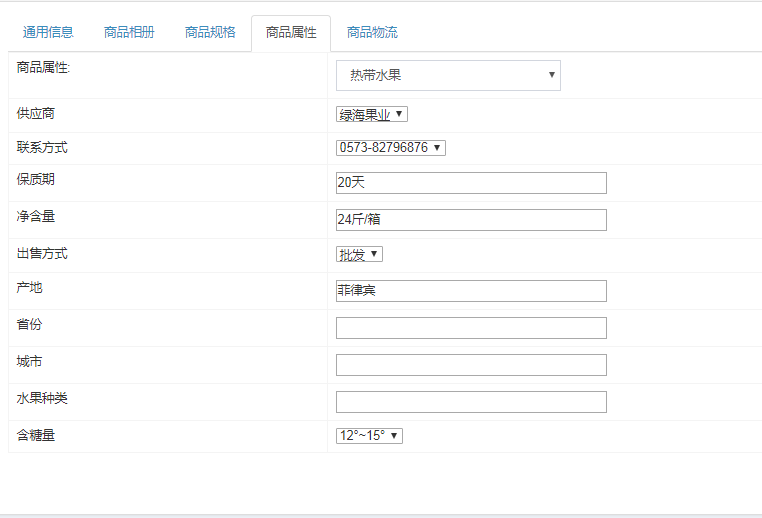 通用信息 商品相册 商品规格 商品属性 商品物流
商品属性: 热带水果
供应商 绿海果业
联系方式 0573-82796876
保质期 20天
净含量 24斤/箱
出售方式 批发
产地 菲律宾
省份
城市
水果种类
含糖量 12°~15°